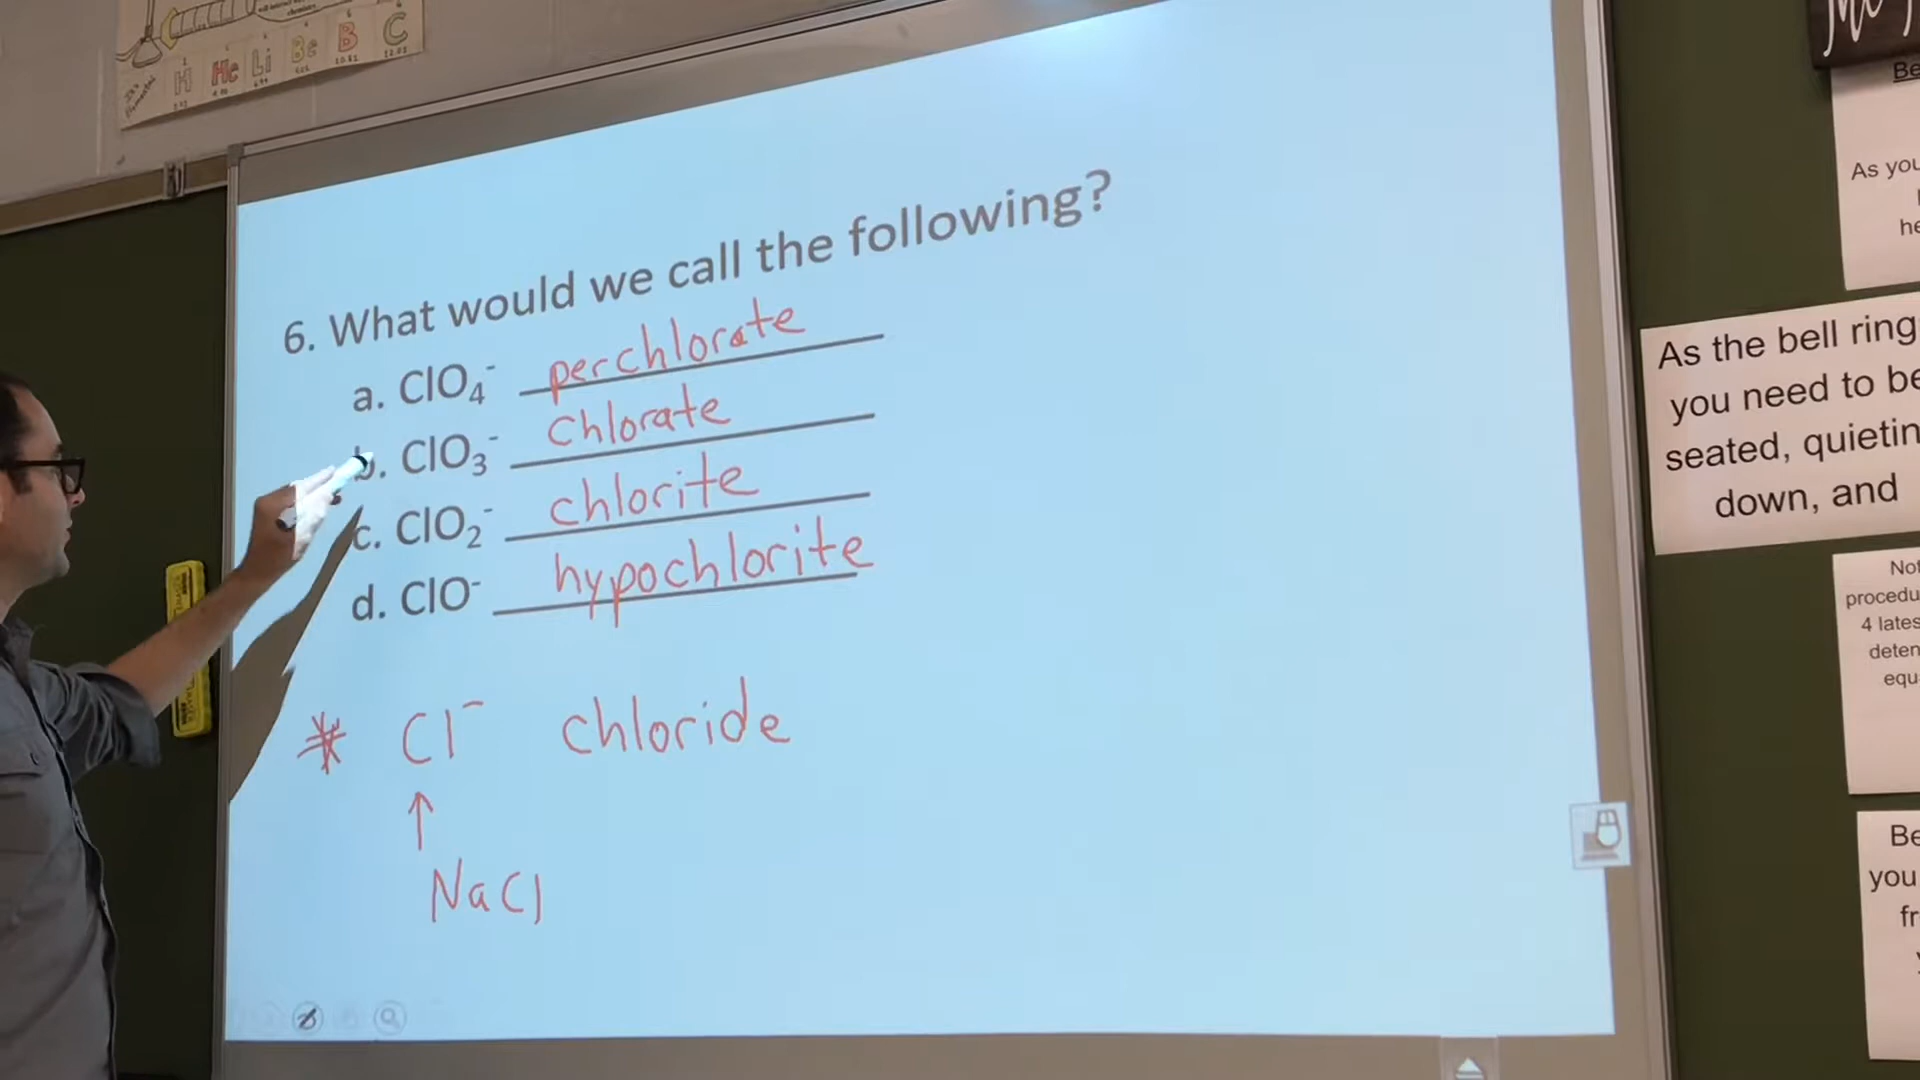 H He Li Be B C
6. What would we call the following?
a. ClO₄⁻ perchlorate
b. ClO₃⁻ Chlorate
c. ClO₂⁻ chlorite
d. ClO⁻ hypochlorite
* Cl⁻ chloride
↑
NaCl
Be
As you
he
As the bell ring
you need to be
seated, quietin
down, and
Not
procedu
4 lates
deten
equ
Be
you
fr